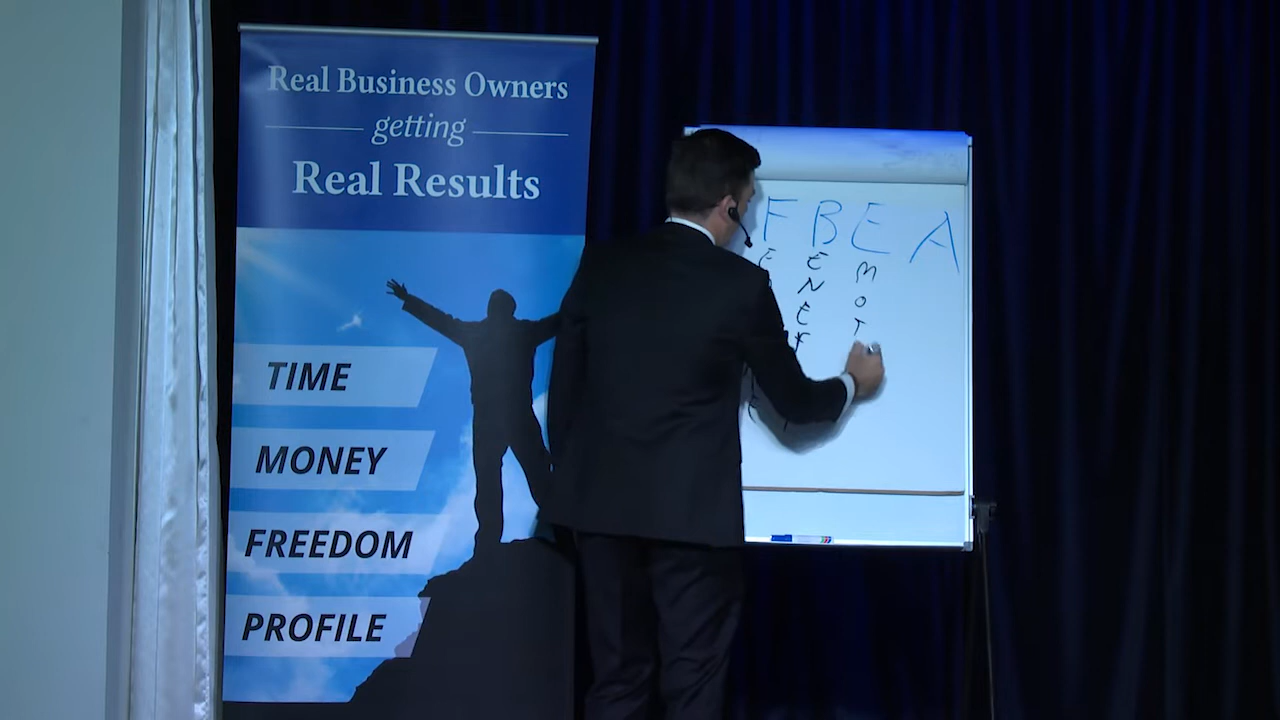 Real Business Owners
getting
Real Results
TIME
MONEY
FREEDOM
PROFILE
F B E A
E
E
N
E
F
M
O
T